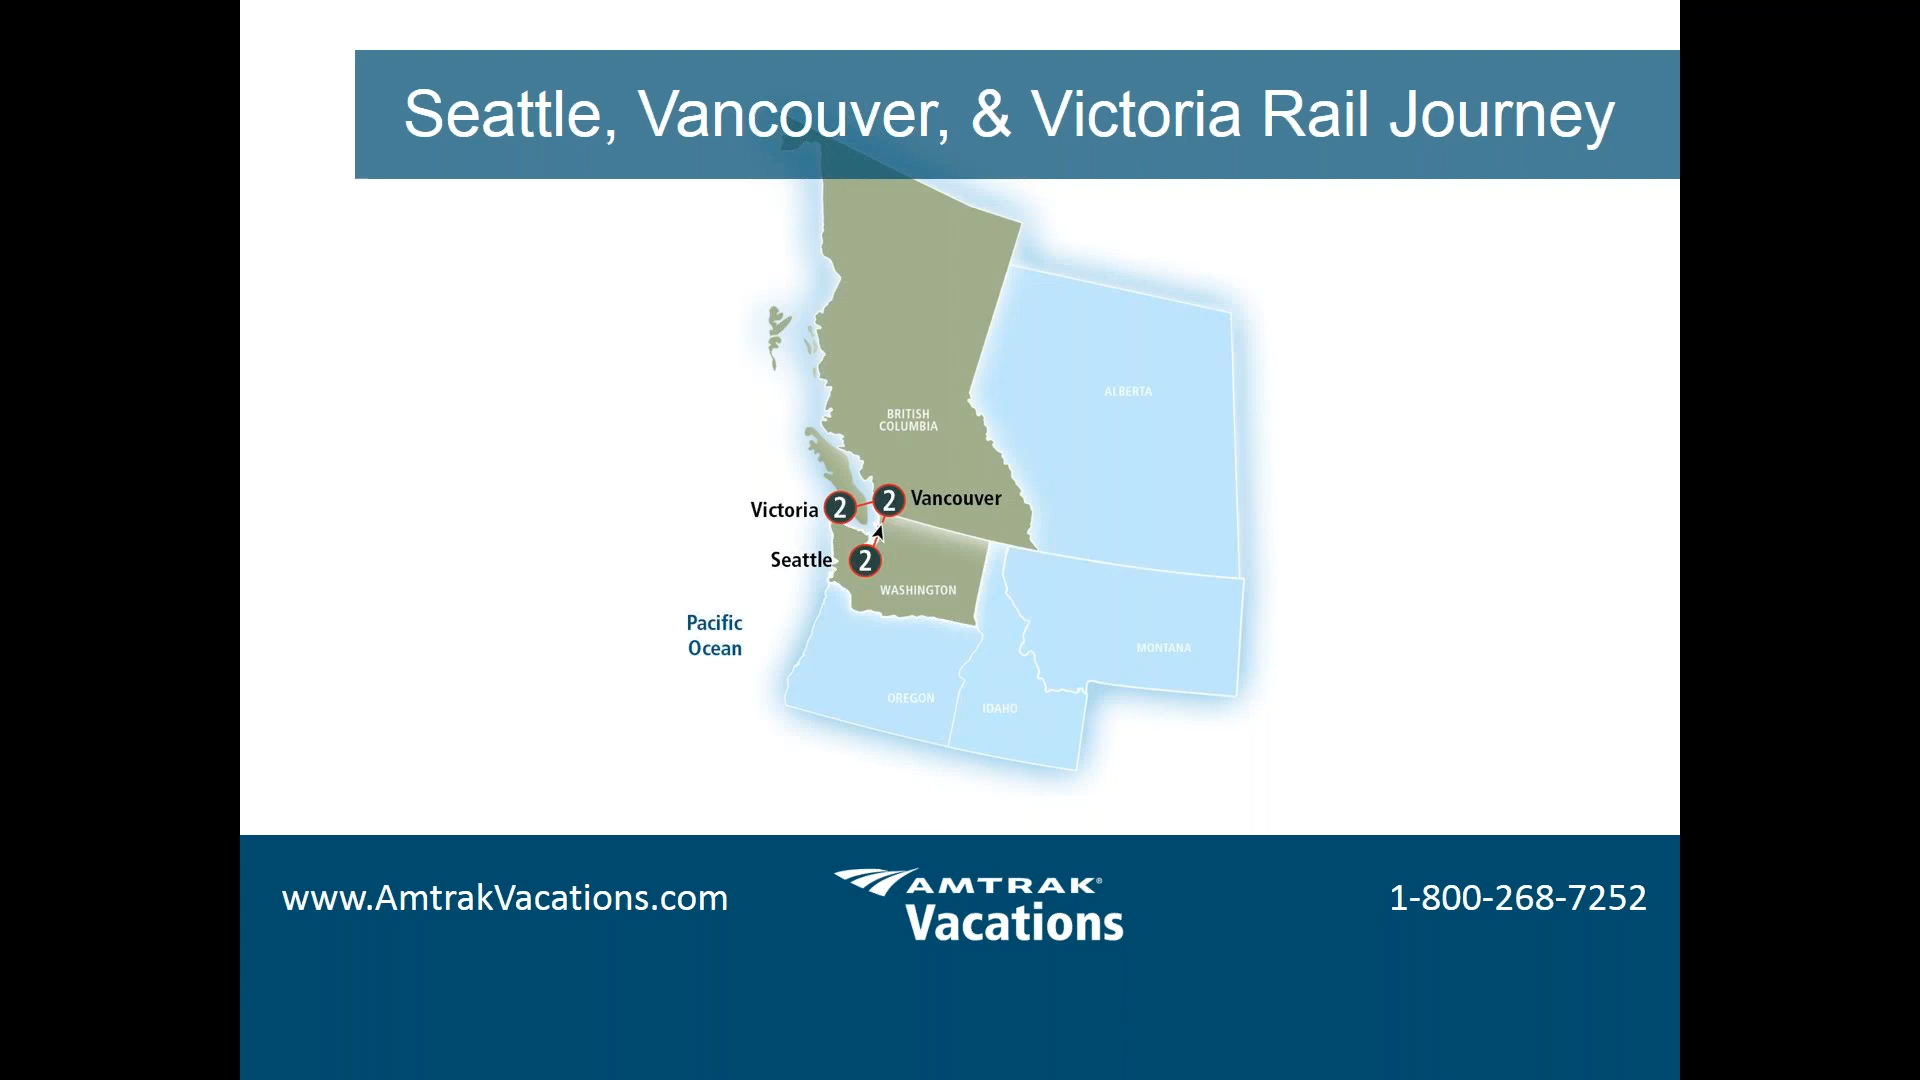 Seattle, Vancouver, & Victoria Rail Journey
ALBERTA
BRITISH
COLUMBIA
Victoria 2 2 Vancouver
Seattle 2
WASHINGTON
Pacific
Ocean
MONTANA
OREGON
IDAHO
www.AmtrakVacations.com
AMTRAK®
Vacations
1-800-268-7252